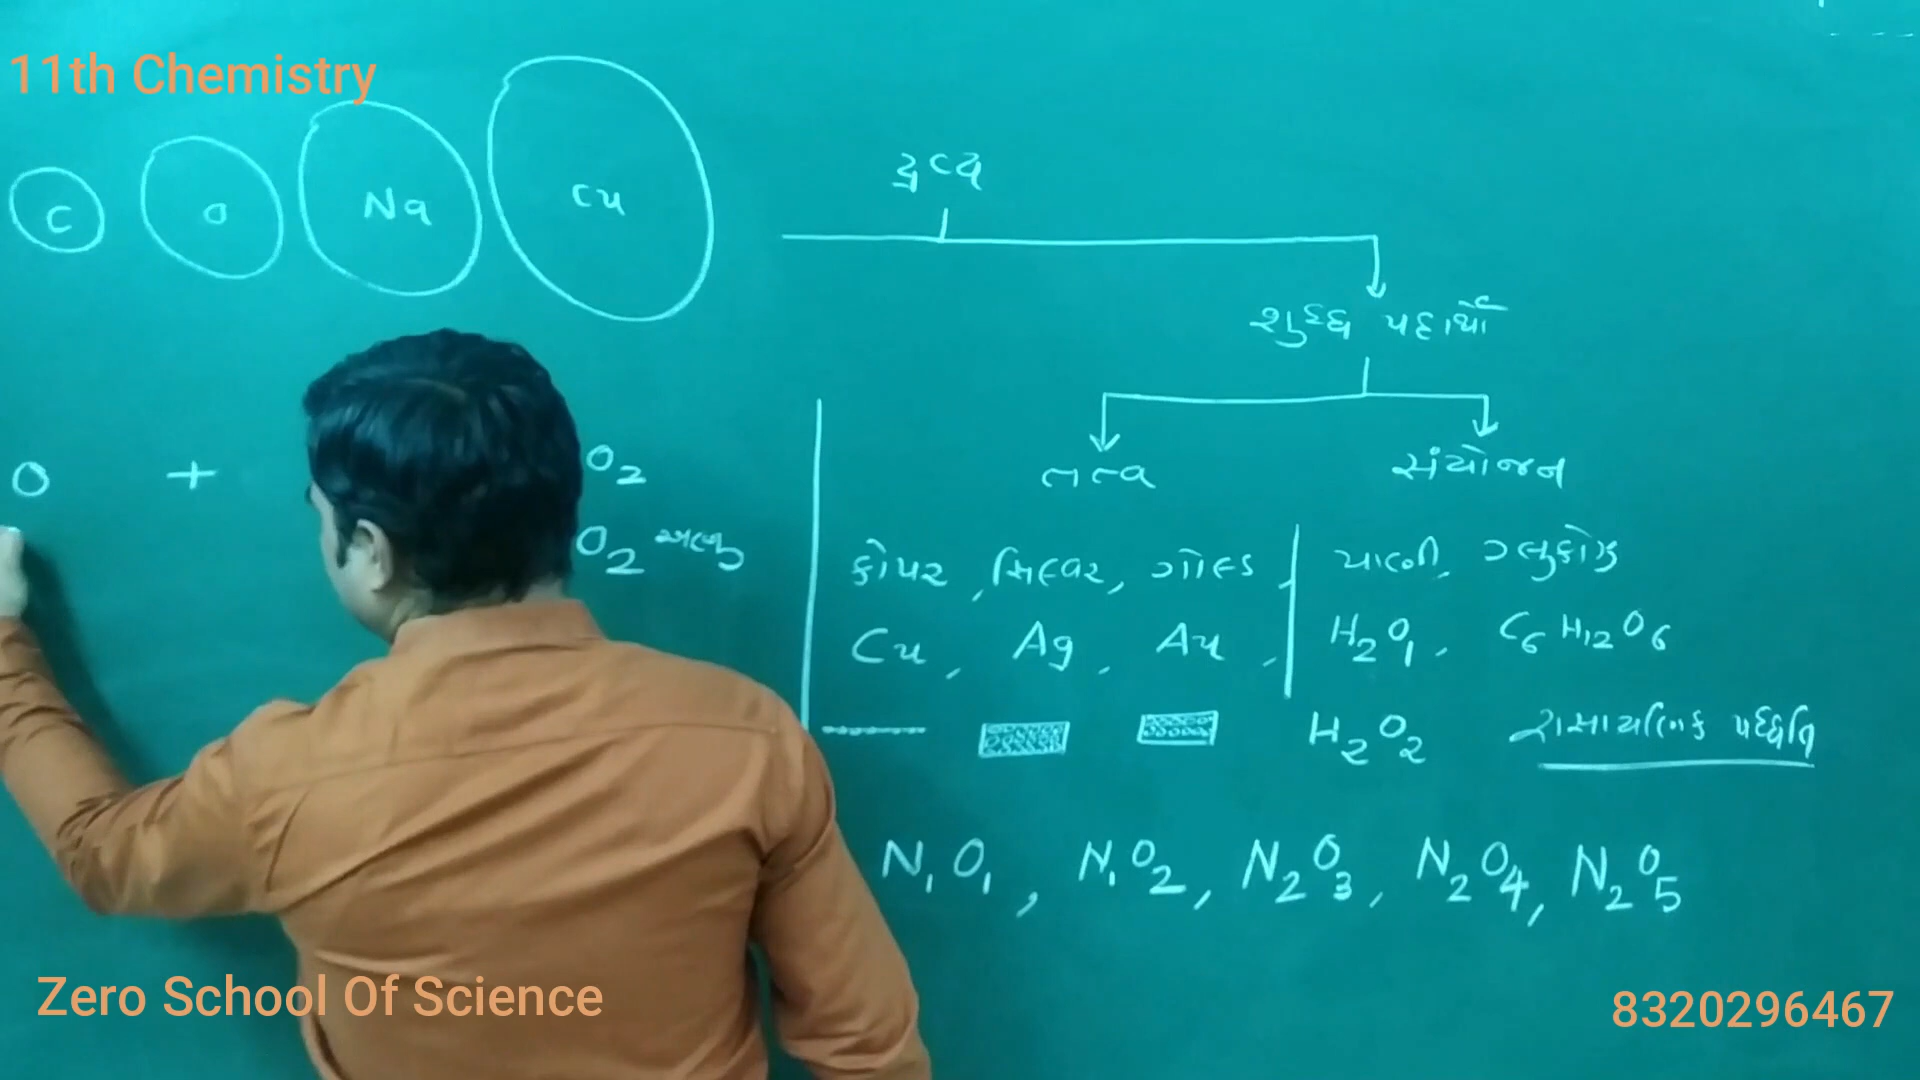 11th Chemistry
C O Na Cu
દ્રવ્ય
શુદ્ધ પદાર્થો
તત્વ સંયોજન
O + O2
O2 અણુ
કોપર, સિલ્વર, ગોલ્ડ, પાણી, ગ્લુકોઝ
Cu, Ag, Au, H2O1, C6H12O6
H2O2 રાસાયણિક પદ્ધતિ
N1O1, N1O2, N2O3, N2O4, N2O5
Zero School Of Science
8320296467